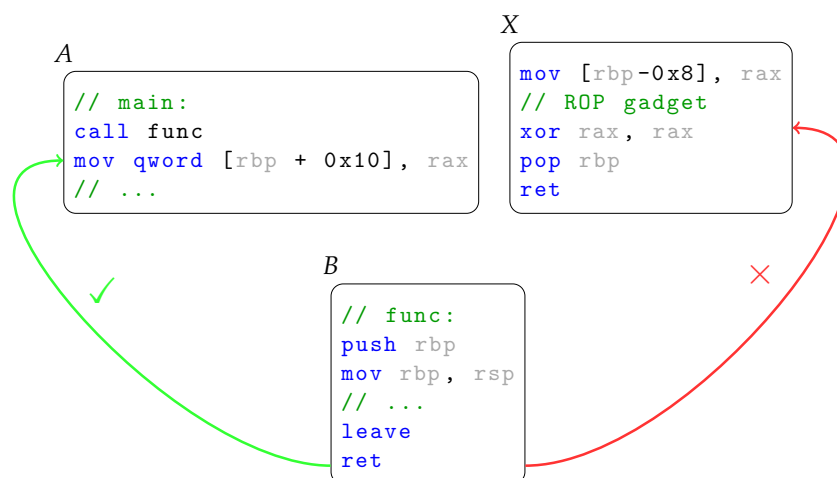 A
// main:
call func
mov qword [rbp + 0x10], rax
// ...
X
mov [rbp-0x8], rax
// ROP gadget
xor rax, rax
pop rbp
ret
✓
×
B
// func:
push rbp
mov rbp, rsp
// ...
leave
ret